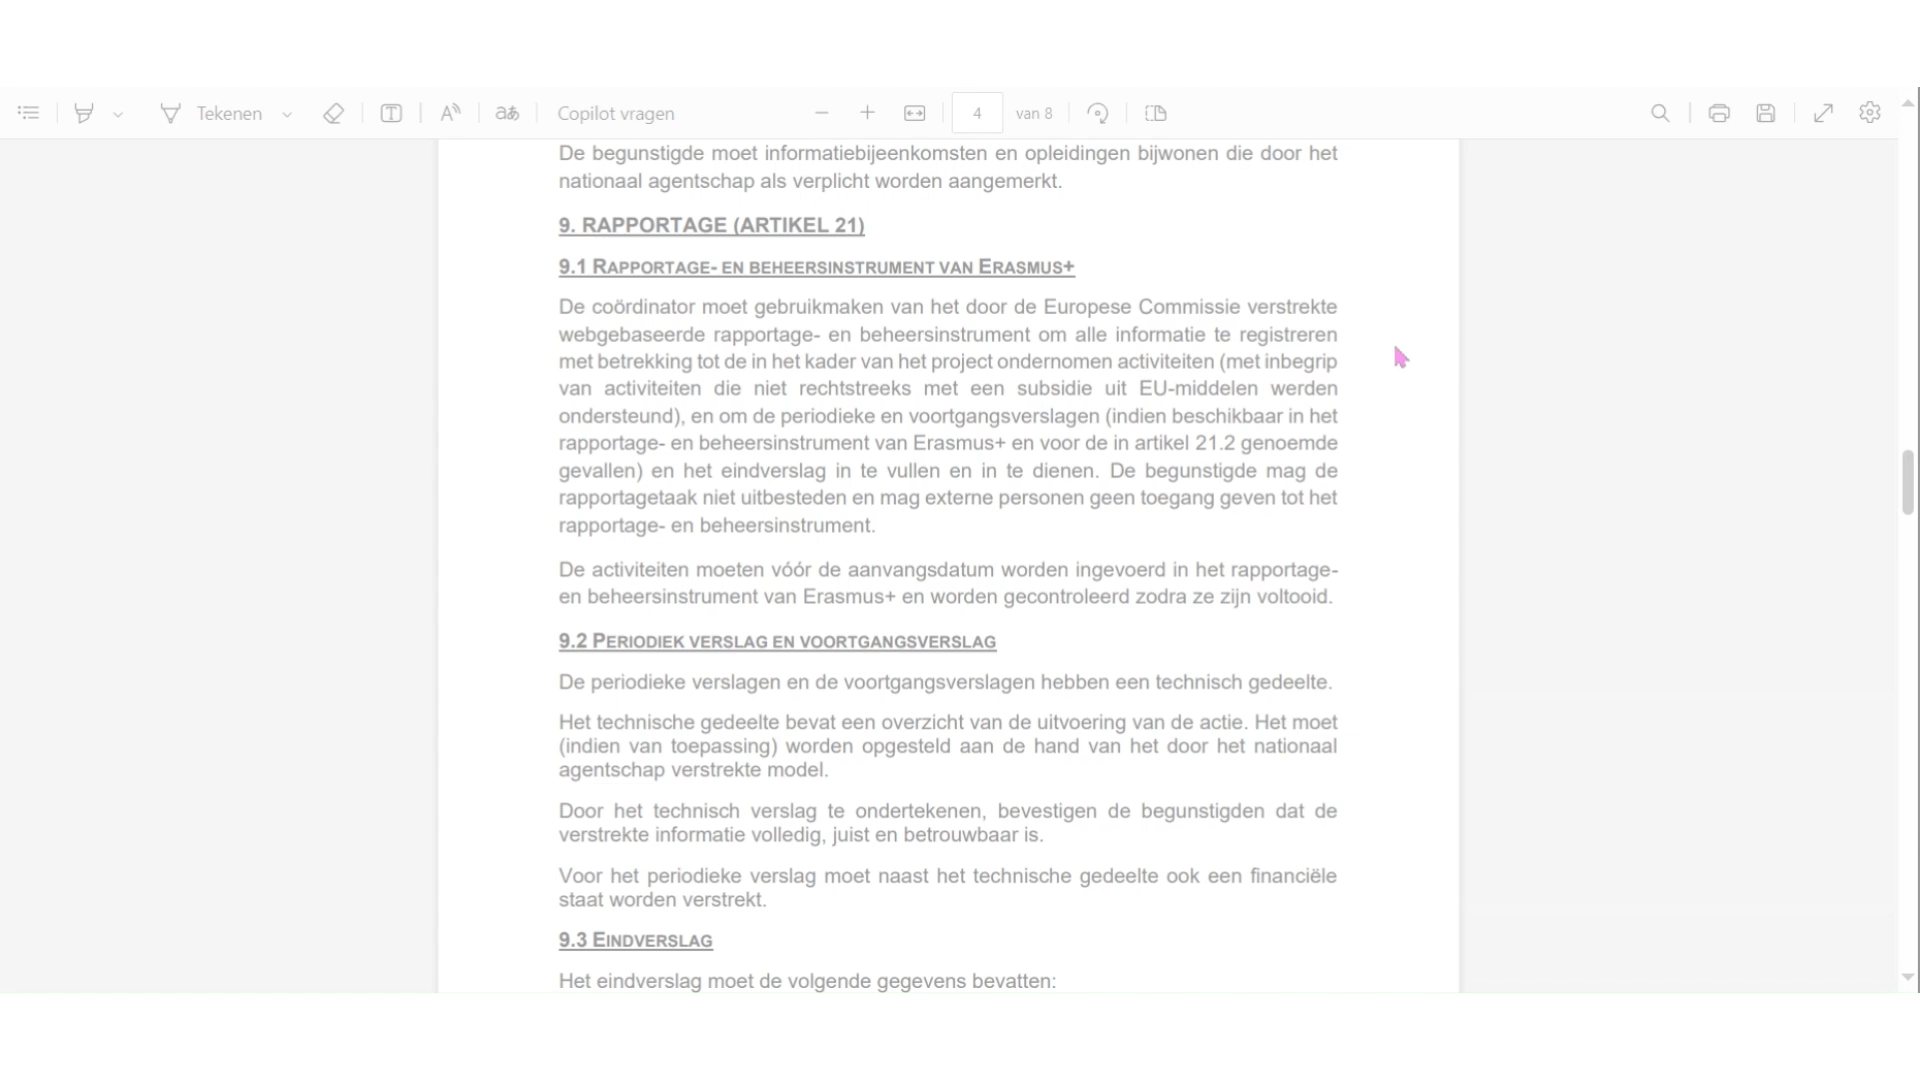 Tekenen Copilot vragen 4 van 8
De begunstigde moet informatiebijeenkomsten en opleidingen bijwonen die door het
nationaal agentschap als verplicht worden aangemerkt.
9. RAPPORTAGE (ARTIKEL 21)
9.1 RAPPORTAGE- EN BEHEERSINSTRUMENT VAN ERASMUS+
De coördinator moet gebruikmaken van het door de Europese Commissie verstrekte
webgebaseerde rapportage- en beheersinstrument om alle informatie te registreren
met betrekking tot de in het kader van het project ondernomen activiteiten (met inbegrip
van activiteiten die niet rechtstreeks met een subsidie uit EU-middelen werden
ondersteund), en om de periodieke en voortgangsverslagen (indien beschikbaar in het
rapportage- en beheersinstrument van Erasmus+ en voor de in artikel 21.2 genoemde
gevallen) en het eindverslag in te vullen en in te dienen. De begunstigde mag de
rapportagetaak niet uitbesteden en mag externe personen geen toegang geven tot het
rapportage- en beheersinstrument.
De activiteiten moeten vóór de aanvangsdatum worden ingevoerd in het rapportage-
en beheersinstrument van Erasmus+ en worden gecontroleerd zodra ze zijn voltooid.
9.2 PERIODIEK VERSLAG EN VOORTGANGSVERSLAG
De periodieke verslagen en de voortgangsverslagen hebben een technisch gedeelte.
Het technische gedeelte bevat een overzicht van de uitvoering van de actie. Het moet
(indien van toepassing) worden opgesteld aan de hand van het door het nationaal
agentschap verstrekte model.
Door het technisch verslag te ondertekenen, bevestigen de begunstigden dat de
verstrekte informatie volledig, juist en betrouwbaar is.
Voor het periodieke verslag moet naast het technische gedeelte ook een financiële
staat worden verstrekt.
9.3 EINDVERSLAG
Het eindverslag moet de volgende gegevens bevatten: